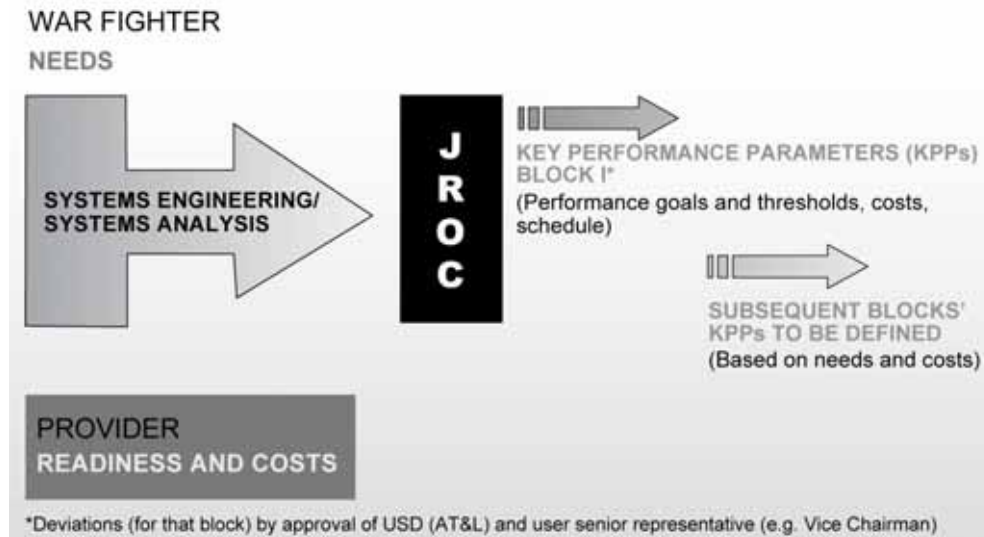 WAR FIGHTER
NEEDS
SYSTEMS ENGINEERING/
SYSTEMS ANALYSIS
JROC
KEY PERFORMANCE PARAMETERS (KPPs)
BLOCK I*
(Performance goals and thresholds, costs,
schedule)
SUBSEQUENT BLOCKS'
KPPs TO BE DEFINED
(Based on needs and costs)
PROVIDER
READINESS AND COSTS
*Deviations (for that block) by approval of USD (AT&L) and user senior representative (e.g. Vice Chairman)